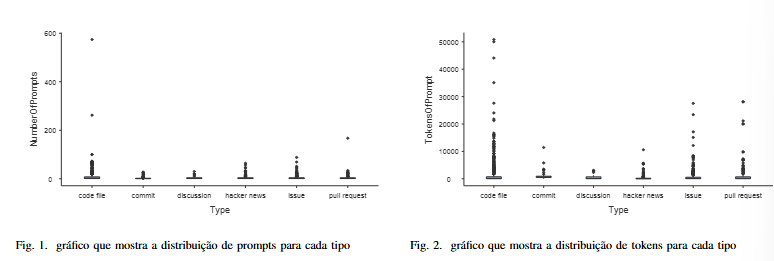 600
400
200
0
NumberOfPrompts
code file commit discussion hacker news issue pull request
Type
50000
40000
30000
20000
10000
0
TokensOfPrompt
code file commit discussion hacker news issue pull request
Type
Fig. 1. gráfico que mostra a distribuição de prompts para cada tipo
Fig. 2. gráfico que mostra a distribuição de tokens para cada tipo